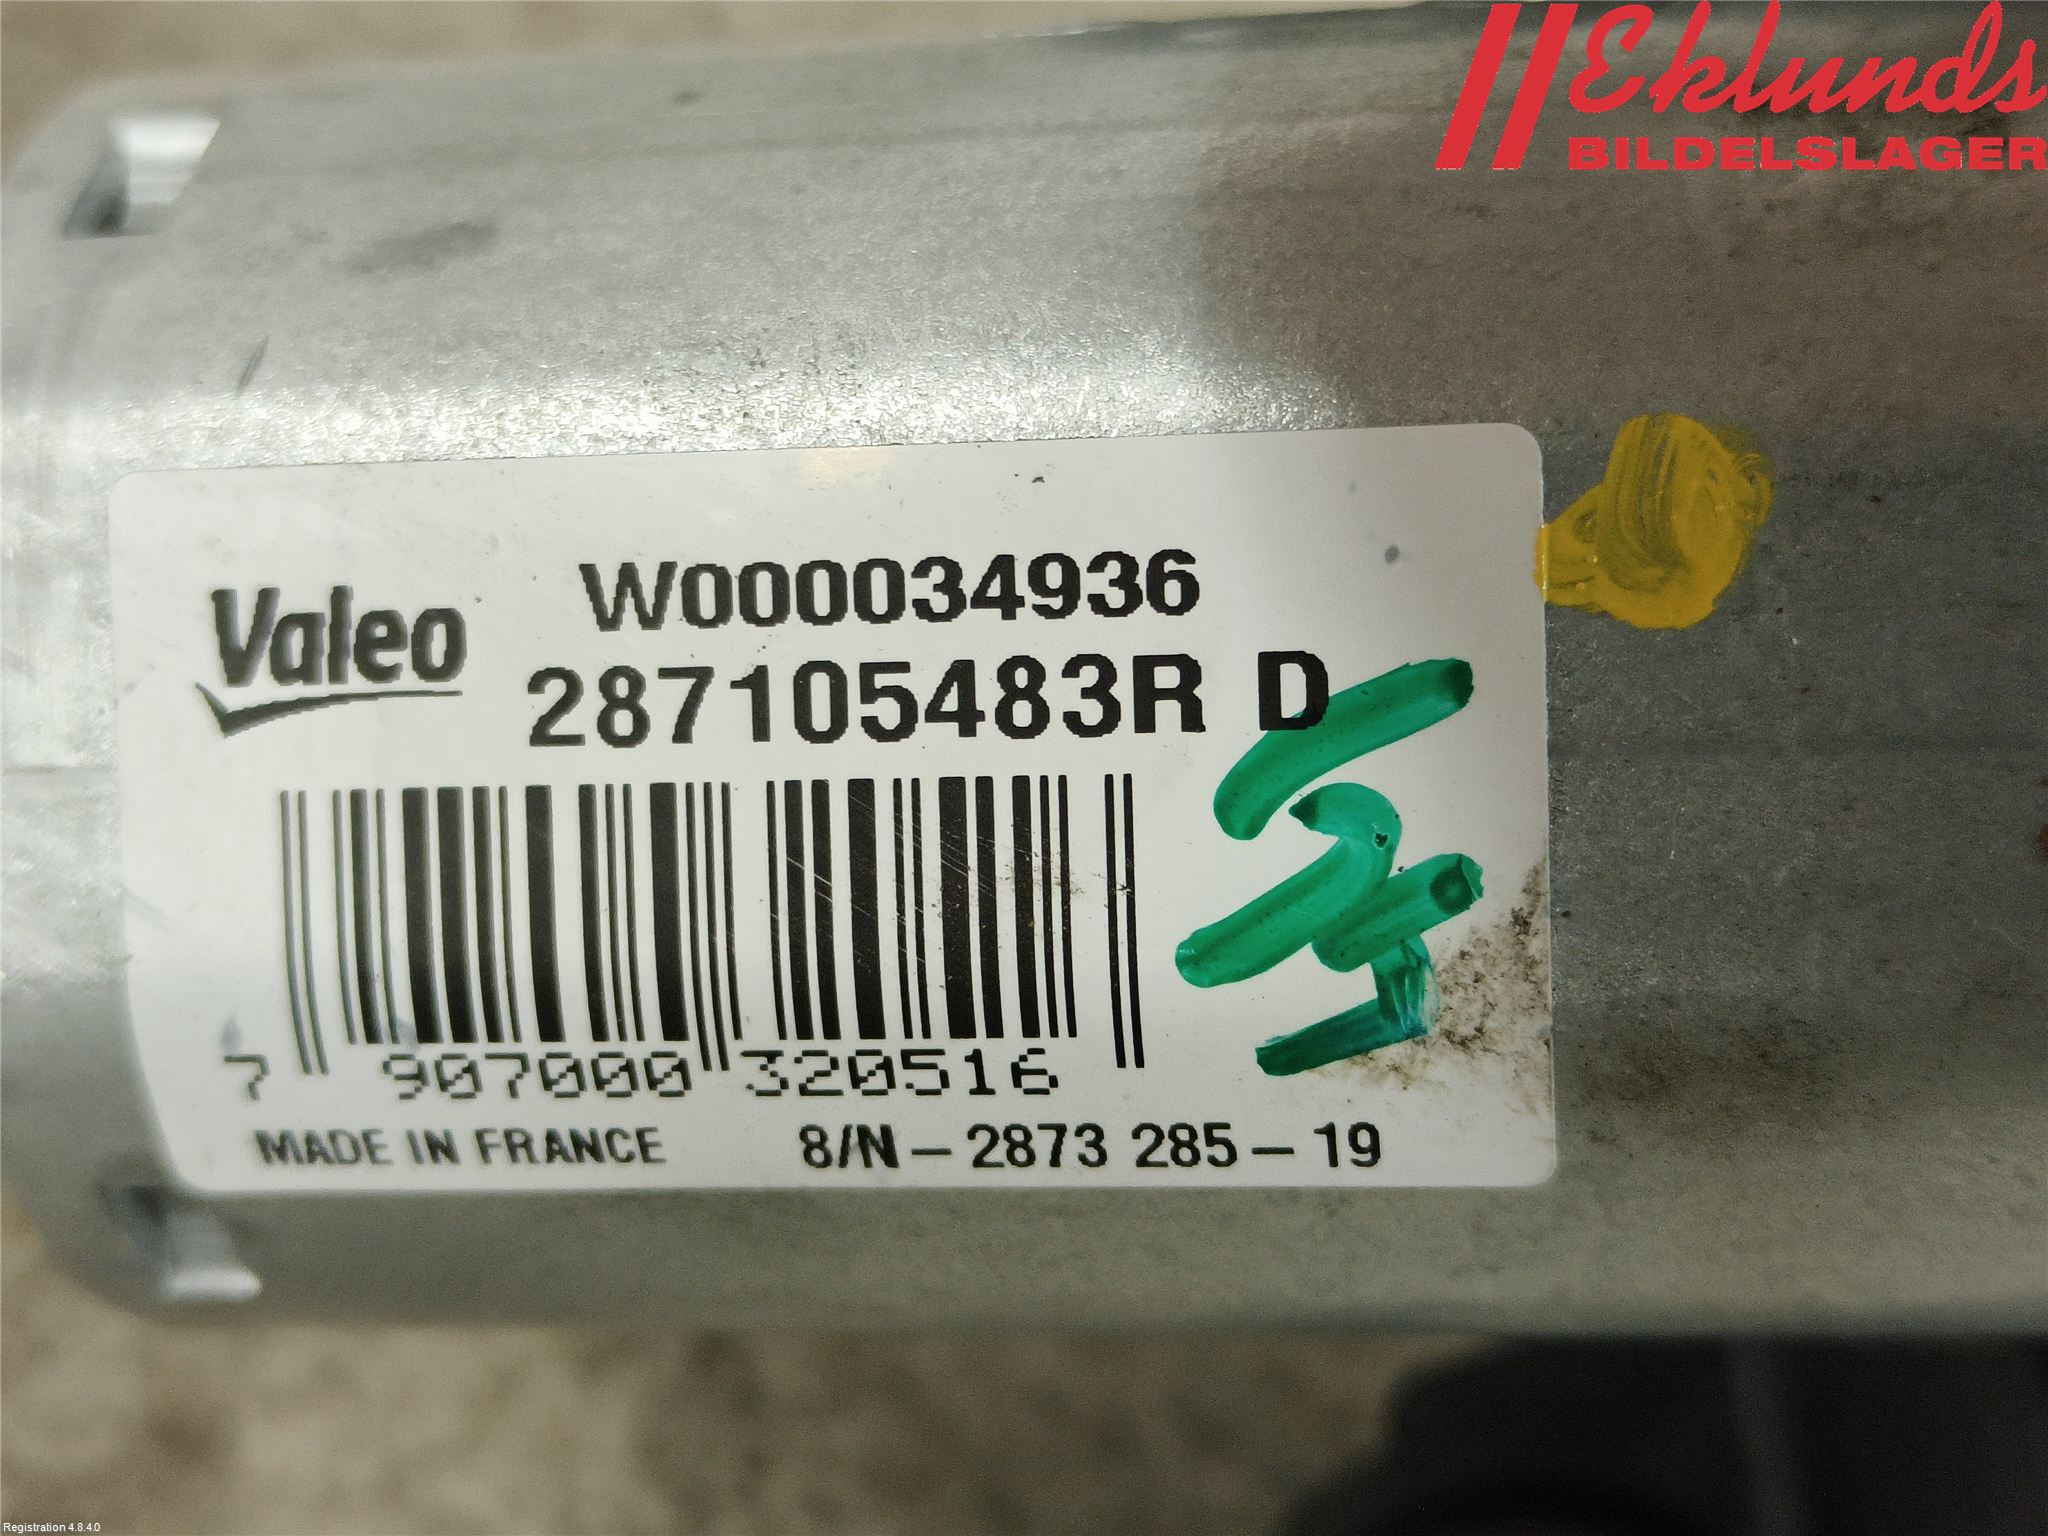 Eklunds
BILDELSLAGER
Valeo
W000034936
287105483R D
7 907000 320516
MADE IN FRANCE 8/N-2873 285-19
Registration 4.8.4.0